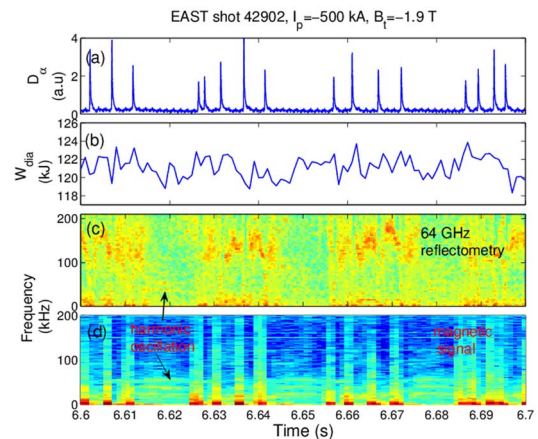 EAST shot 42902, I_p=−500 kA, B_t=−1.9 T
(a)
D_α
(a.u)
4
2
0
(b)
W_dia
(kJ)
126
124
122
120
118
(c)
64 GHz
reflectometry
200
100
0
Frequency
(kHz)
harmonic
oscillation
(d)
magnetic
signal
200
100
0
6.6 6.61 6.62 6.63 6.64 6.65 6.66 6.67 6.68 6.69 6.7
Time (s)